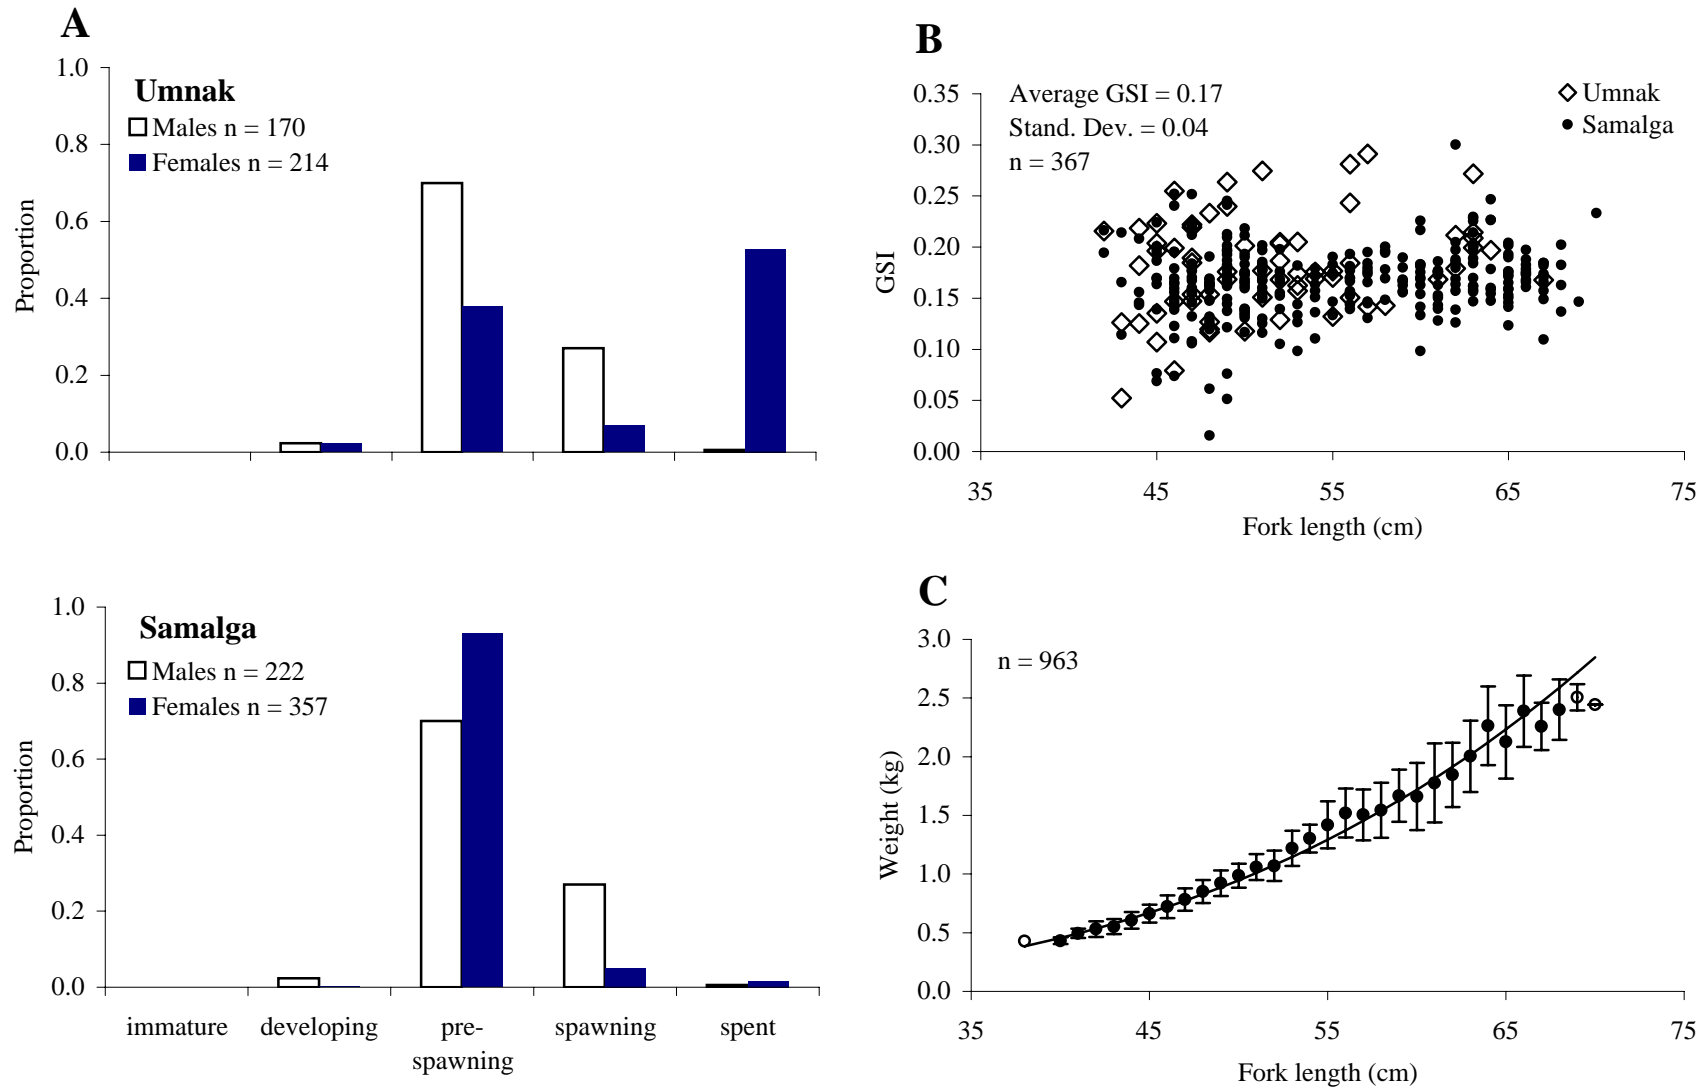 A
1.0
0.8
0.6
0.4
0.2
0.0
Proportion
Umnak
Males n = 170
Females n = 214
1.0
0.8
0.6
0.4
0.2
0.0
Proportion
Samalga
Males n = 222
Females n = 357
immature
developing
pre-
spawning
spawning
spent
B
0.35
0.30
0.25
0.20
0.15
0.10
0.05
0.00
GSI
Average GSI = 0.17
Stand. Dev. = 0.04
n = 367
Umnak
Samalga
35
45
55
65
75
Fork length (cm)
C
3.0
2.5
2.0
1.5
1.0
0.5
0.0
Weight (kg)
n = 963
35
45
55
65
75
Fork length (cm)